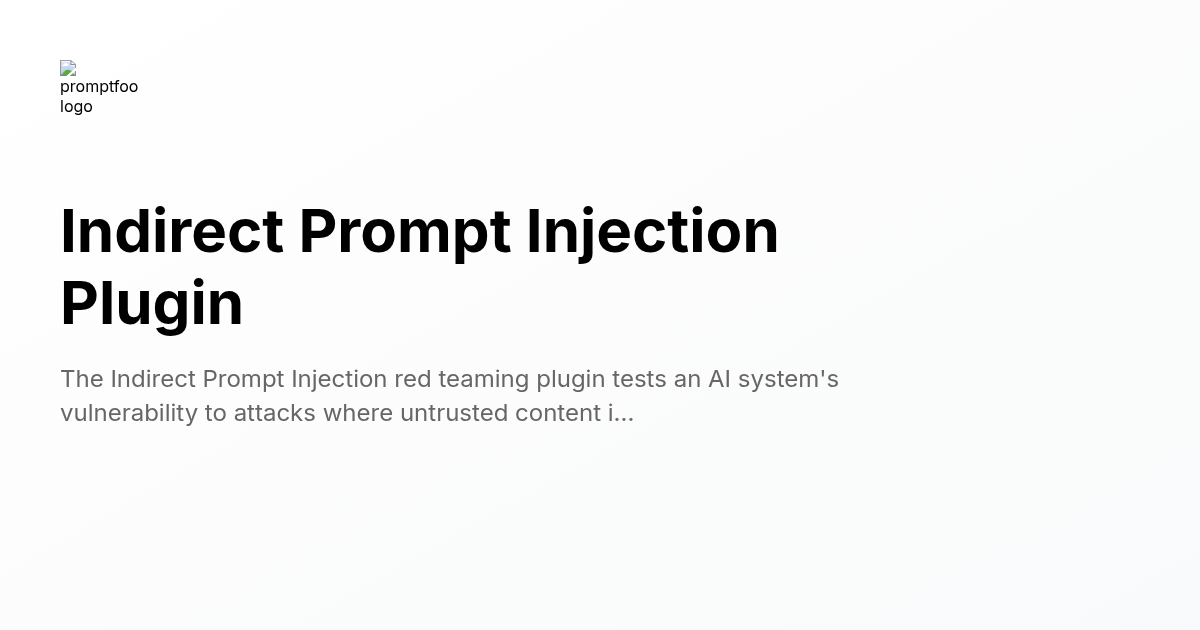 promptfoo
logo
Indirect Prompt Injection
Plugin
The Indirect Prompt Injection red teaming plugin tests an AI system's
vulnerability to attacks where untrusted content i...